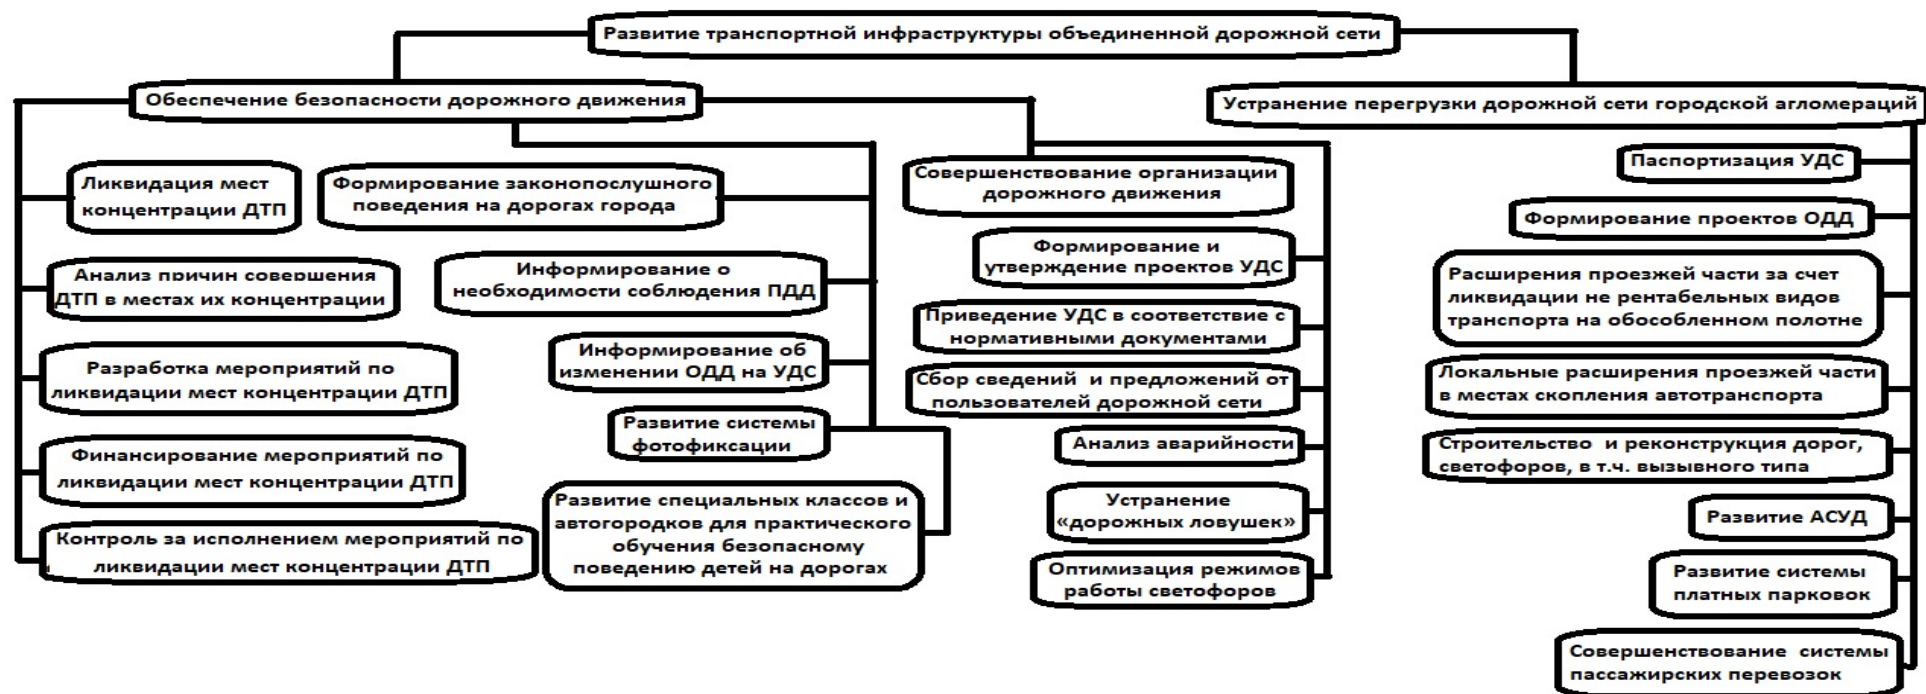 Развитие транспортной инфраструктуры объединенной дорожной сети
Обеспечение безопасности дорожного движения
Устранение перегрузки дорожной сети городской агломераций
Ликвидация мест
концентрации ДТП
Анализ причин совершения
ДТП в местах их концентрации
Разработка мероприятий по
ликвидации мест концентрации ДТП
Финансирование мероприятий по
ликвидации мест концентрации ДТП
Контроль за исполнением мероприятий по
ликвидации мест концентрации ДТП
Формирование законопослушного
поведения на дорогах города
Информирование о
необходимости соблюдения ПДД
Информирование об
изменении ОДД на УДС
Развитие системы
фотофиксации
Развитие специальных классов и
автогородков для практического
обучения безопасному
поведению детей на дорогах
Совершенствование организации
дорожного движения
Формирование и
утверждение проектов УДС
Приведение УДС в соответствие с
нормативными документами
Сбор сведений и предложений от
пользователей дорожной сети
Анализ аварийности
Устранение
«дорожных ловушек»
Оптимизация режимов
работы светофоров
Паспортизация УДС
Формирование проектов ОДД
Расширения проезжей части за счет
ликвидации не рентабельных видов
транспорта на обособленном полотне
Локальные расширения проезжей части
в местах скопления автотранспорта
Строительство и реконструкция дорог,
светофоров, в т.ч. вызывного типа
Развитие АСУД
Развитие системы
платных парковок
Совершенствование системы
пассажирских перевозок